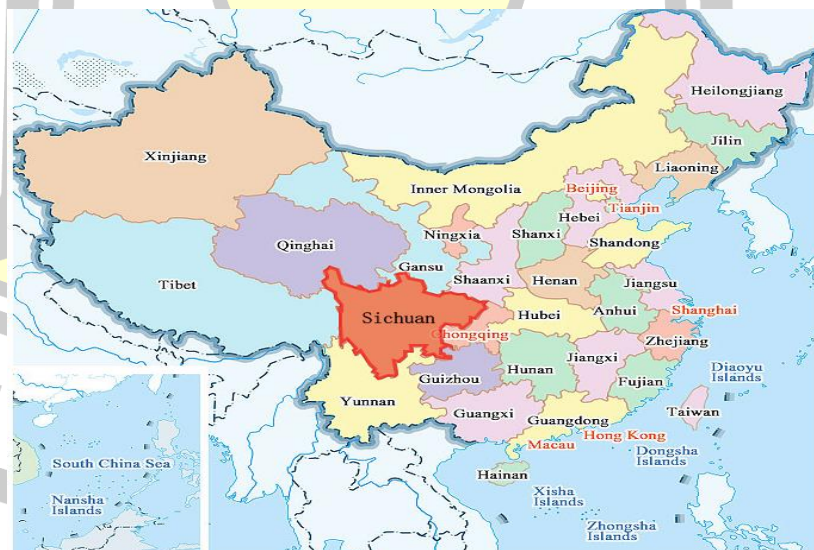 Heilongjiang
Jilin
Liaoning
Xinjiang
Inner Mongolia
Beijing
Tianjin
Hebei
Ningxia
Shanxi
Shandong
Qinghai
Gansu
Shaanxi
Henan
Jiangsu
Tibet
Sichuan
Hubei
Anhui
Shanghai
Chongqing
Zhejiang
Hunan
Jiangxi
Guizhou
Fujian
Diaoyu
Islands
Yunnan
Guangxi
Guangdong
Taiwan
Macau
Hong Kong
Dongsha
Islands
South China Sea
Hainan
Nansha
Islands
Xisha
Islands
Zhongsha
Islands